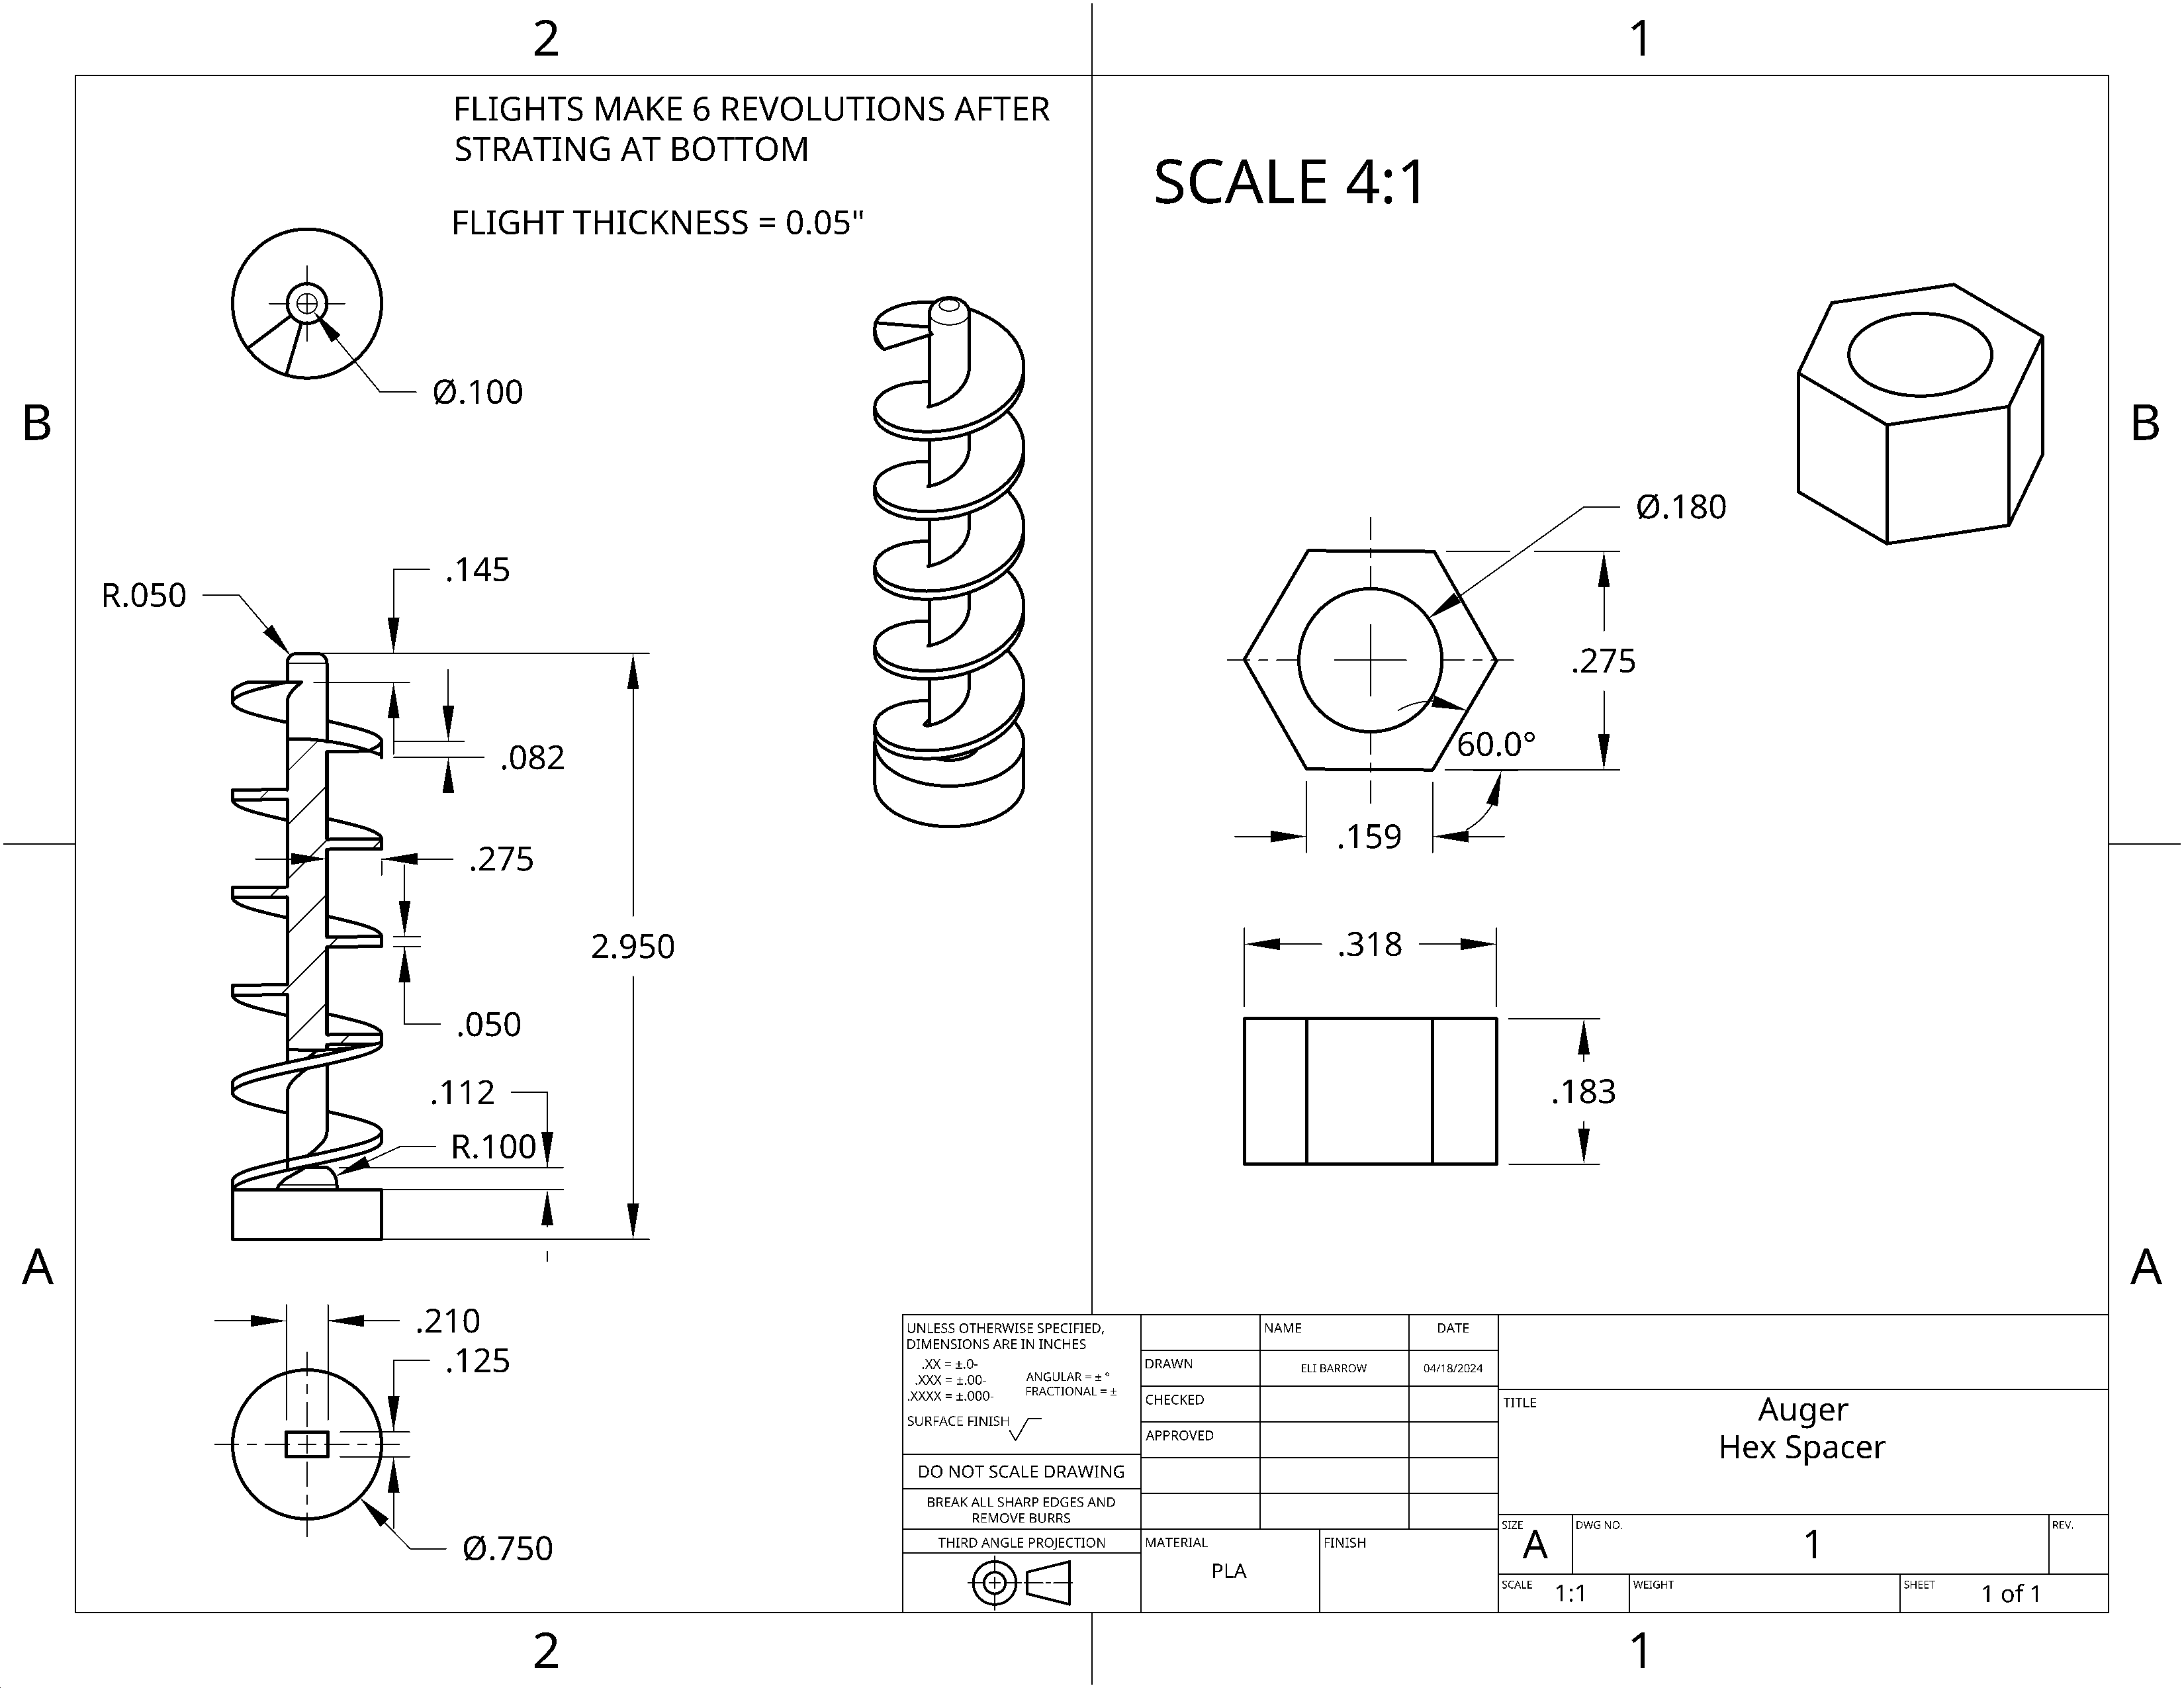 2
1
FLIGHTS MAKE 6 REVOLUTIONS AFTER
STRATING AT BOTTOM
FLIGHT THICKNESS = 0.05"
SCALE 4:1
Ø.100
B
B
Ø.180
.145
R.050
.275
.082
60.0°
.159
.275
2.950
.318
.050
.112
R.100
.183
A
A
.210
.125
Ø.750
UNLESS OTHERWISE SPECIFIED,
DIMENSIONS ARE IN INCHES
.XX = ±.0-
.XXX = ±.00-
.XXXX = ±.000-
ANGULAR = ± °
FRACTIONAL = ±
SURFACE FINISH
DO NOT SCALE DRAWING
BREAK ALL SHARP EDGES AND
REMOVE BURRS
THIRD ANGLE PROJECTION
NAME
DATE
DRAWN
ELI BARROW
04/18/2024
CHECKED
APPROVED
MATERIAL
PLA
FINISH
TITLE
Auger
Hex Spacer
SIZE
A
DWG NO.
1
REV.
SCALE
1:1
WEIGHT
SHEET
1 of 1
2
1